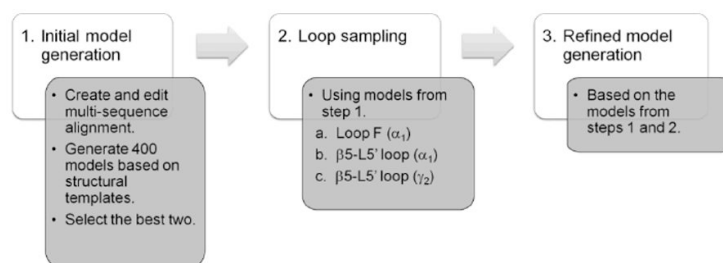 1. Initial model
generation
• Create and edit
multi-sequence
alignment.
• Generate 400
models based on
structural
templates.
• Select the best two.
2. Loop sampling
• Using models from
step 1.
a. Loop F (α₁)
b. β5-L5' loop (α₁)
c. β5-L5' loop (γ₂)
3. Refined model
generation
• Based on the
models from
steps 1 and 2.